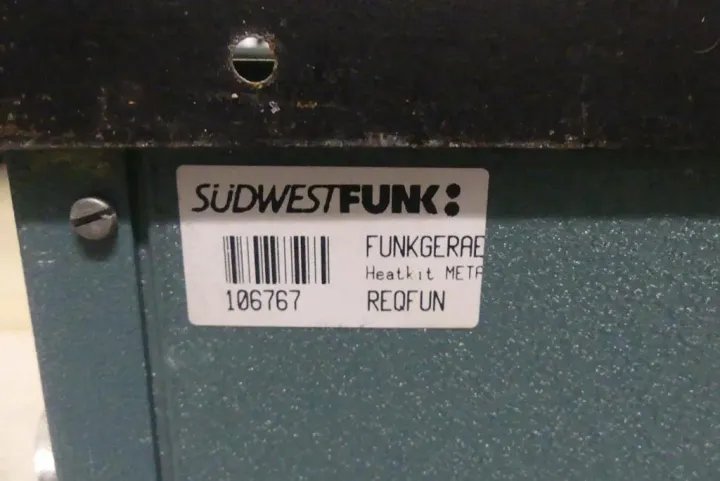 SÜDWESTFUNK:
FUNKGERAE
Heatkit META
106767
REQFUN